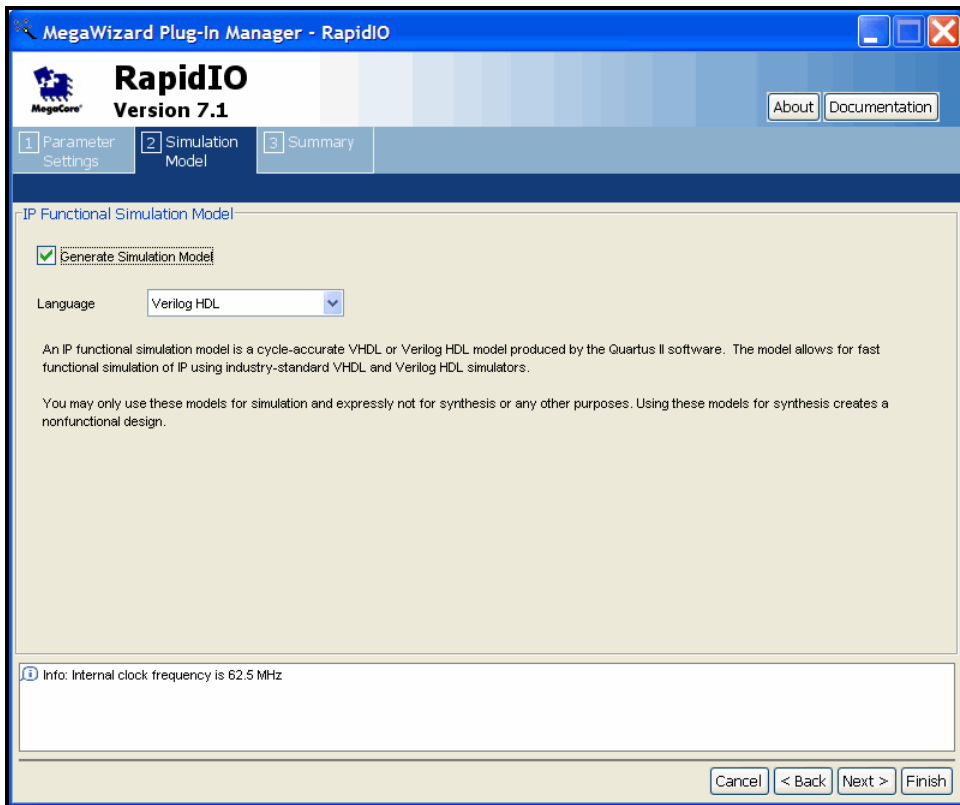 MegaWizard Plug-In Manager - RapidIO
MegaCore®
RapidIO
Version 7.1
About
Documentation
1 Parameter
Settings
2 Simulation
Model
3 Summary
IP Functional Simulation Model
Generate Simulation Model
Language
Verilog HDL
An IP functional simulation model is a cycle-accurate VHDL or Verilog HDL model produced by the Quartus II software. The model allows for fast
functional simulation of IP using industry-standard VHDL and Verilog HDL simulators.
You may only use these models for simulation and expressly not for synthesis or any other purposes. Using these models for synthesis creates a
nonfunctional design.
Info: Internal clock frequency is 62.5 MHz
Cancel
< Back
Next >
Finish